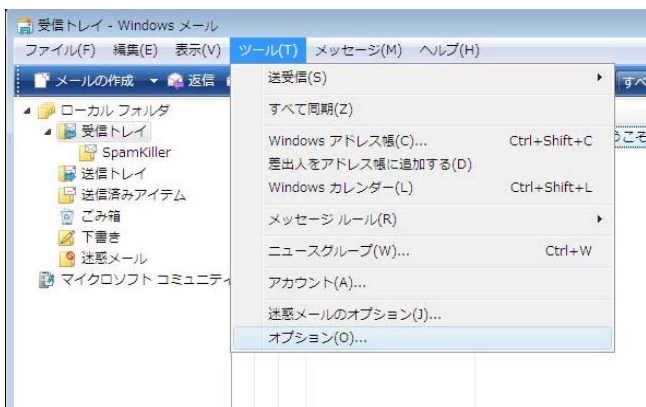 受信トレイ - Windows メール
ファイル(F) 編集(E) 表示(V) ツール(T) メッセージ(M) ヘルプ(H)
メールの作成 返信
ローカル フォルダ
受信トレイ
SpamKiller
送信トレイ
送信済みアイテム
ごみ箱
下書き
迷惑メール
マイクロソフト コミュニティ
送受信(S)
すべて同期(Z)
Windows アドレス帳(C)... Ctrl+Shift+C
差出人をアドレス帳に追加する(D)
Windows カレンダー(L) Ctrl+Shift+L
メッセージ ルール(R)
ニュースグループ(W)... Ctrl+W
アカウント(A)...
迷惑メールのオプション(J)...
オプション(O)...